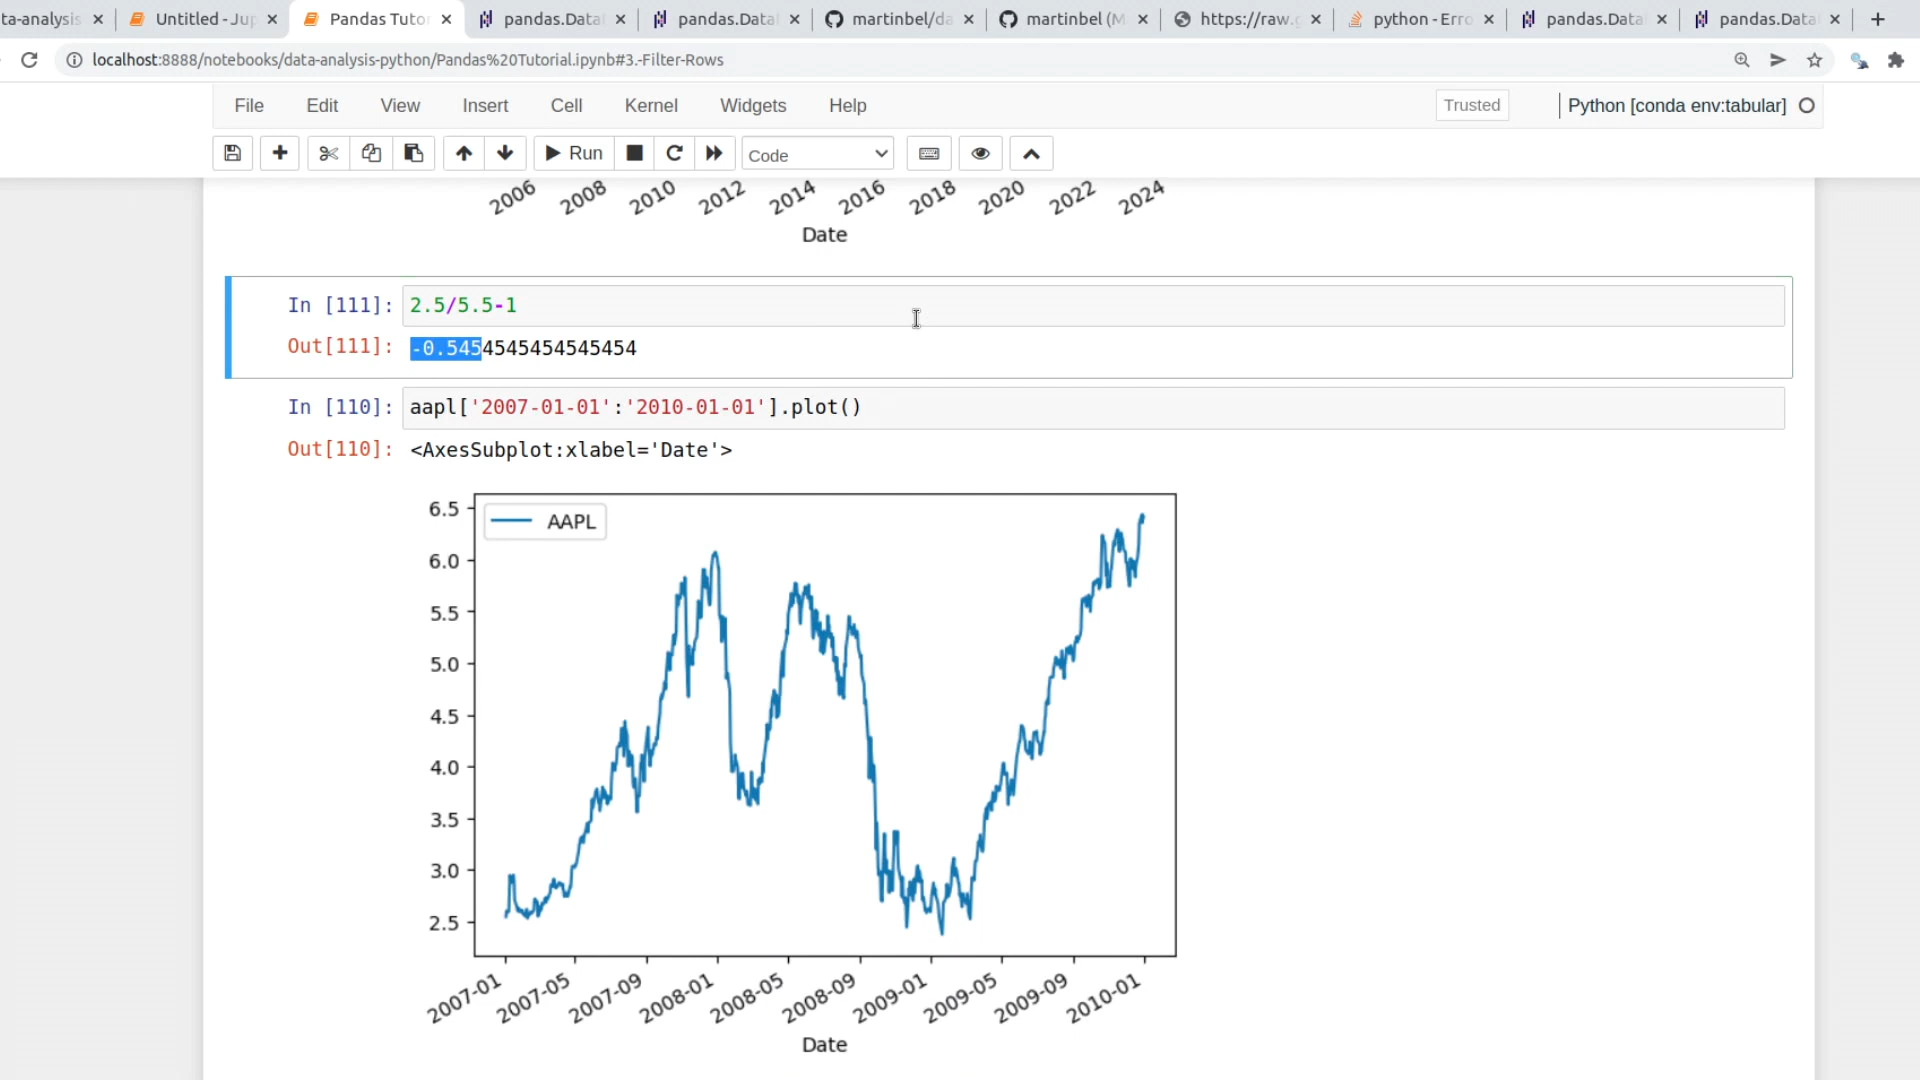 ta-analysis
Untitled - Jup
Pandas Tutor
pandas.Data
pandas.Data
martinbel/da
martinbel (M
https://raw.g
python - Erro
pandas.Data
pandas.Data
localhost:8888/notebooks/data-analysis-python/Pandas%20Tutorial.ipynb#3.-Filter-Rows
File Edit View Insert Cell Kernel Widgets Help
Trusted
Python [conda env:tabular]
Run
Code
2006 2008 2010 2012 2014 2016 2018 2020 2022 2024
Date
In [111]: 2.5/5.5-1
Out[111]: -0.5454545454545454
In [110]: aapl['2007-01-01':'2010-01-01'].plot()
Out[110]: <AxesSubplot:xlabel='Date'>
AAPL
6.5
6.0
5.5
5.0
4.5
4.0
3.5
3.0
2.5
2007-01 2007-05 2007-09 2008-01 2008-05 2008-09 2009-01 2009-05 2009-09 2010-01
Date